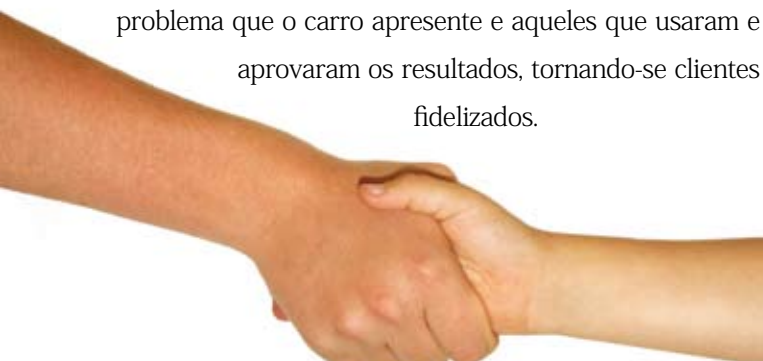 problema que o carro apresente e aqueles que usaram e
aprovaram os resultados, tornando-se clientes
fidelizados.